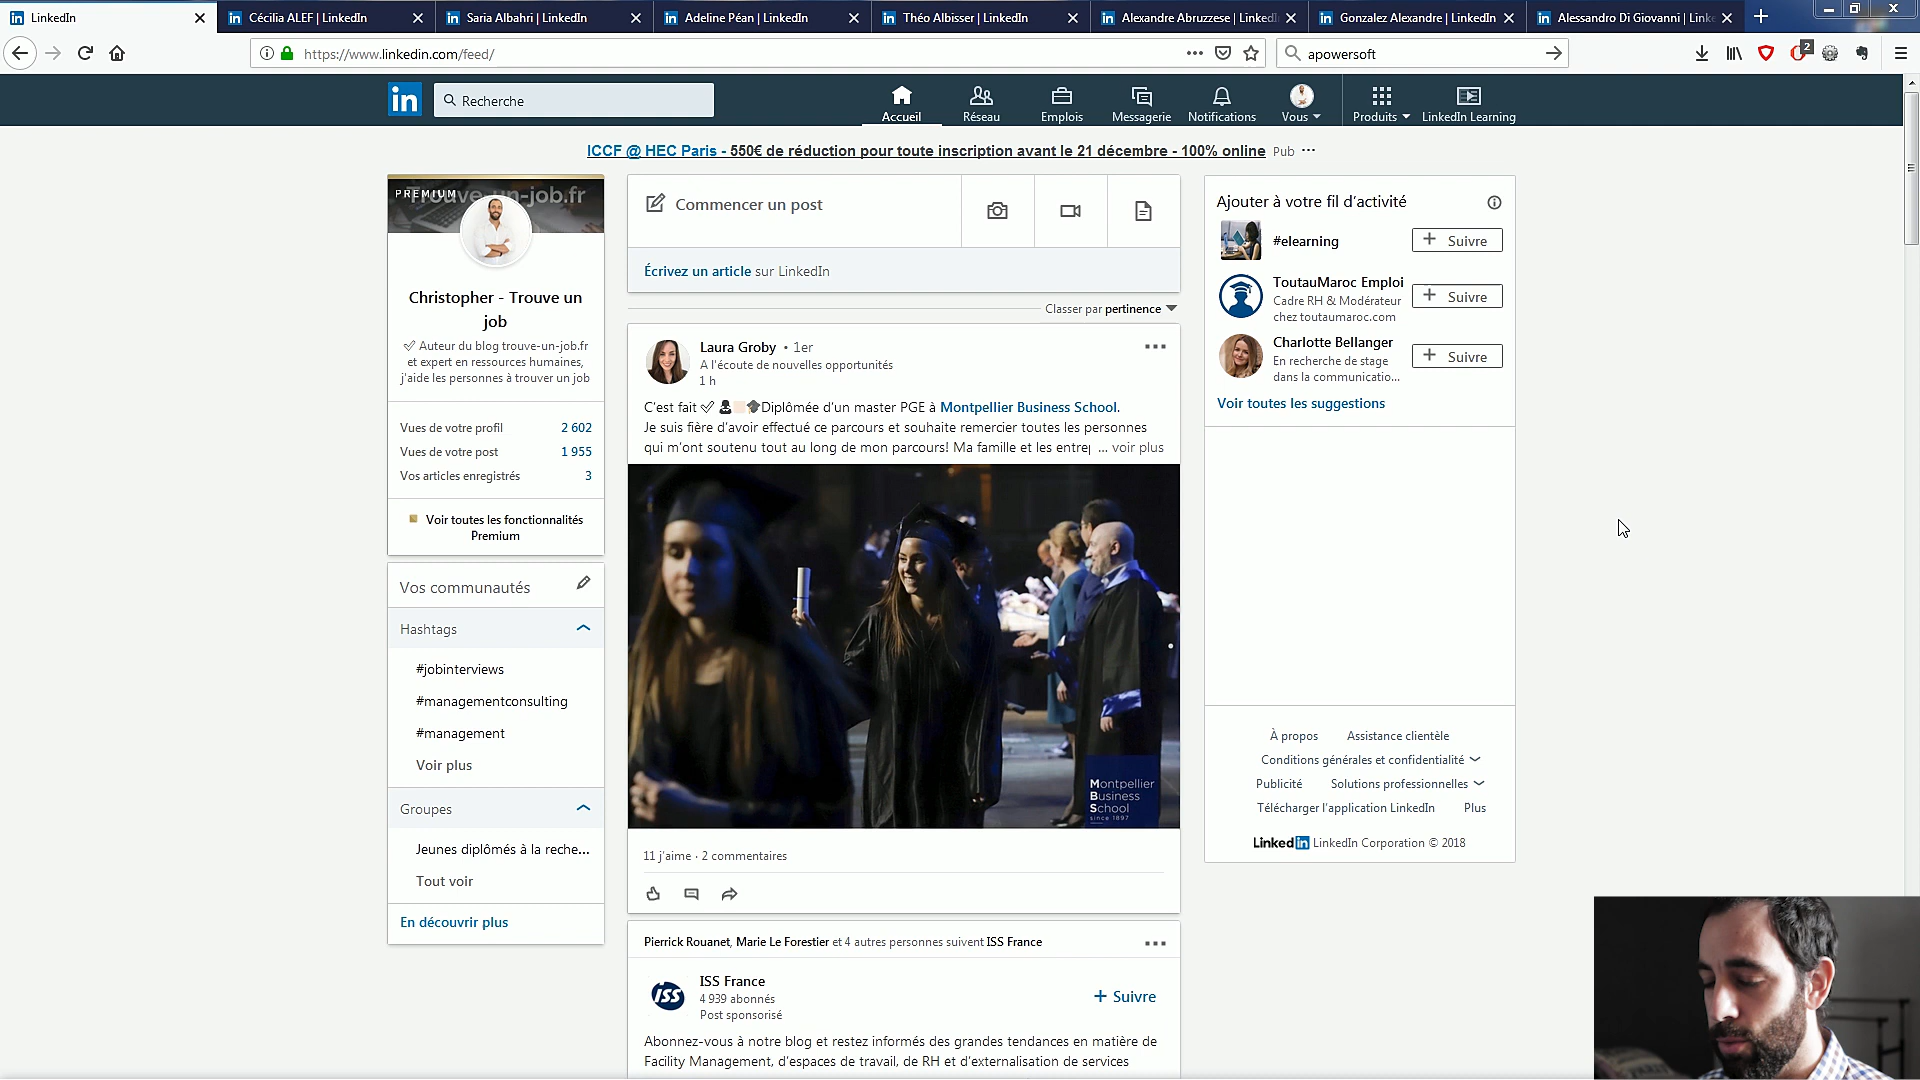 LinkedIn
Cécilia ALEF | LinkedIn
Saria Albahri | LinkedIn
Adeline Péan | LinkedIn
Théo Albisser | LinkedIn
Alexandre Abruzzese | LinkedIn
Gonzalez Alexandre | LinkedIn
Alessandro Di Giovanni | Linke
https://www.linkedin.com/feed/
apowersoft
2
in
Recherche
Accueil
Réseau
Emplois
Messagerie
Notifications
Vous
Produits
LinkedIn Learning
ICCF @ HEC Paris - 550€ de réduction pour toute inscription avant le 21 décembre - 100% online Pub ···
PREMIUM
Trouve-un-job.fr
Christopher - Trouve un
job
✅ Auteur du blog trouve-un-job.fr
et expert en ressources humaines,
j'aide les personnes à trouver un job
Vues de votre profil 2 602
Vues de votre post 1 955
Vos articles enregistrés 3
Voir toutes les fonctionnalités
Premium
Vos communautés
Hashtags
#jobinterviews
#managementconsulting
#management
Voir plus
Groupes
Jeunes diplômés à la reche...
Tout voir
En découvrir plus
Commencer un post
Écrivez un article sur LinkedIn
Classer par pertinence
Laura Groby • 1er
A l'écoute de nouvelles opportunités
1 h
C'est fait ✅ Diplômée d'un master PGE à Montpellier Business School.
Je suis fière d'avoir effectué ce parcours et souhaite remercier toutes les personnes
qui m'ont soutenu tout au long de mon parcours! Ma famille et les entrep ... voir plus
Montpellier
Business
School
since 1897
11 j'aime · 2 commentaires
Pierrick Rouanet, Marie Le Forestier et 4 autres personnes suivent ISS France
ISS
ISS France
4 939 abonnés
Post sponsorisé
+ Suivre
Abonnez-vous à notre blog et restez informés des grandes tendances en matière de
Facility Management, d'espaces de travail, de RH et d'externalisation de services
Ajouter à votre fil d'activité
#elearning
+ Suivre
ToutauMaroc Emploi
Cadre RH & Modérateur
chez toutaumaroc.com
+ Suivre
Charlotte Bellanger
En recherche de stage
dans la communicatio...
+ Suivre
Voir toutes les suggestions
À propos Assistance clientèle
Conditions générales et confidentialité
Publicité Solutions professionnelles
Télécharger l'application LinkedIn Plus
LinkedIn LinkedIn Corporation © 2018